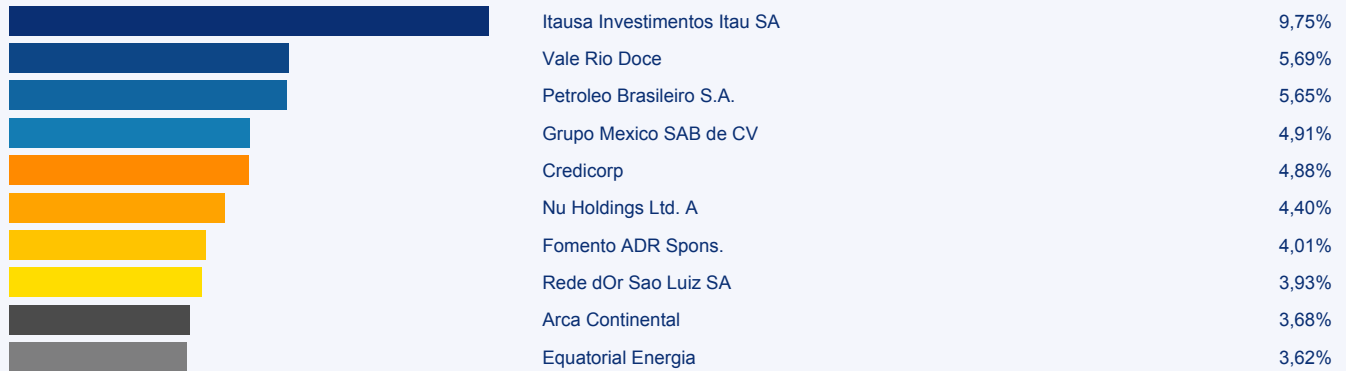 Itausa Investimentos Itau SA 9,75%
Vale Rio Doce 5,69%
Petroleo Brasileiro S.A. 5,65%
Grupo Mexico SAB de CV 4,91%
Credicorp 4,88%
Nu Holdings Ltd. A 4,40%
Fomento ADR Spons. 4,01%
Rede dOr Sao Luiz SA 3,93%
Arca Continental 3,68%
Equatorial Energia 3,62%